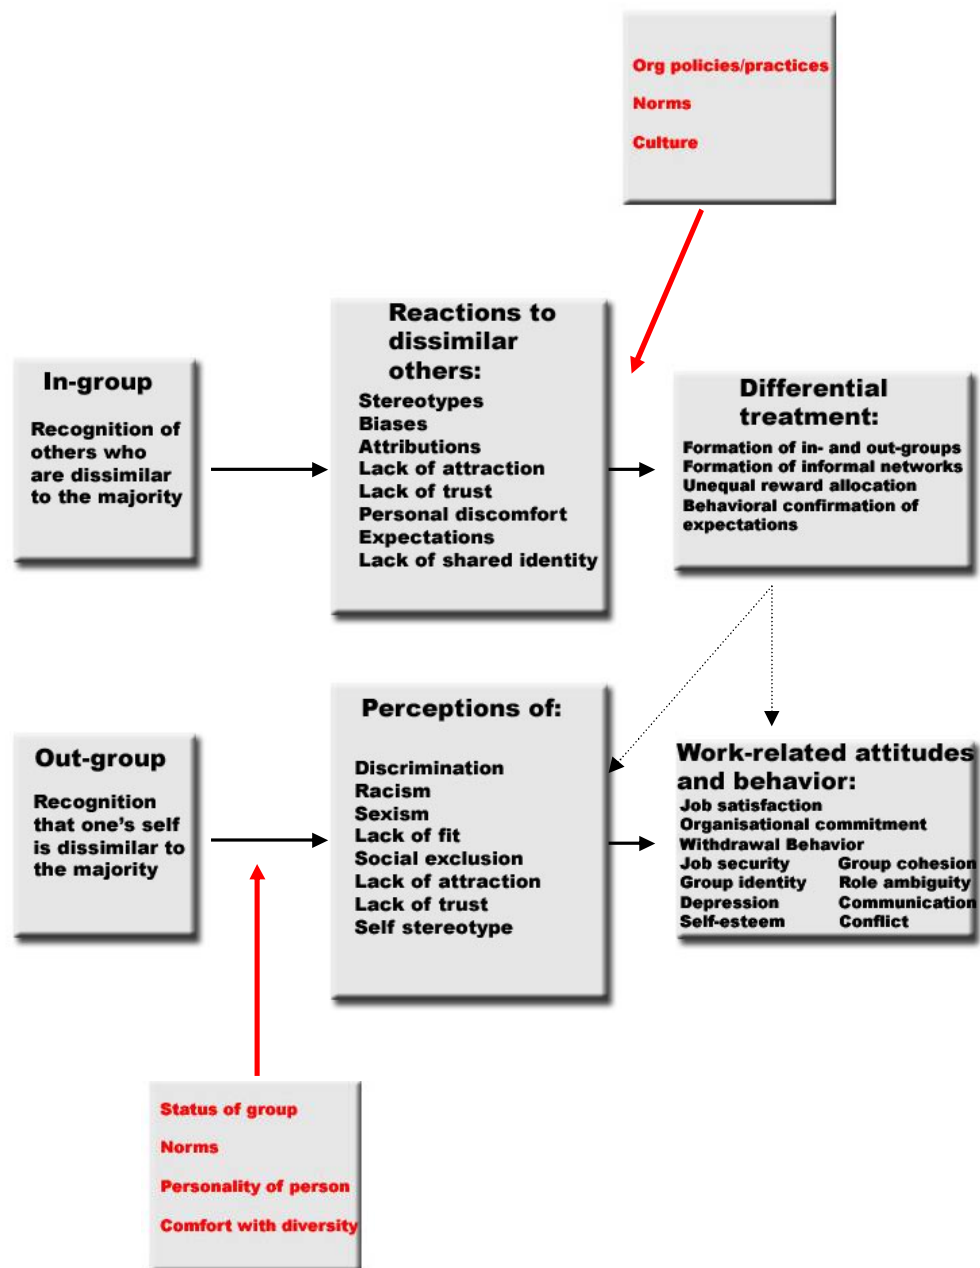 Org policies/practices
Norms
Culture
In-group
Recognition of
others who
are dissimilar
to the majority
Reactions to
dissimilar
others:
Stereotypes
Biases
Attributions
Lack of attraction
Lack of trust
Personal discomfort
Expectations
Lack of shared identity
Differential
treatment:
Formation of in- and out-groups
Formation of informal networks
Unequal reward allocation
Behavioral confirmation of
expectations
Out-group
Recognition
that one's self
is dissimilar to
the majority
Perceptions of:
Discrimination
Racism
Sexism
Lack of fit
Social exclusion
Lack of attraction
Lack of trust
Self stereotype
Work-related attitudes
and behavior:
Job satisfaction
Organisational commitment
Withdrawal Behavior
Job security Group cohesion
Group identity Role ambiguity
Depression Communication
Self-esteem Conflict
Status of group
Norms
Personality of person
Comfort with diversity